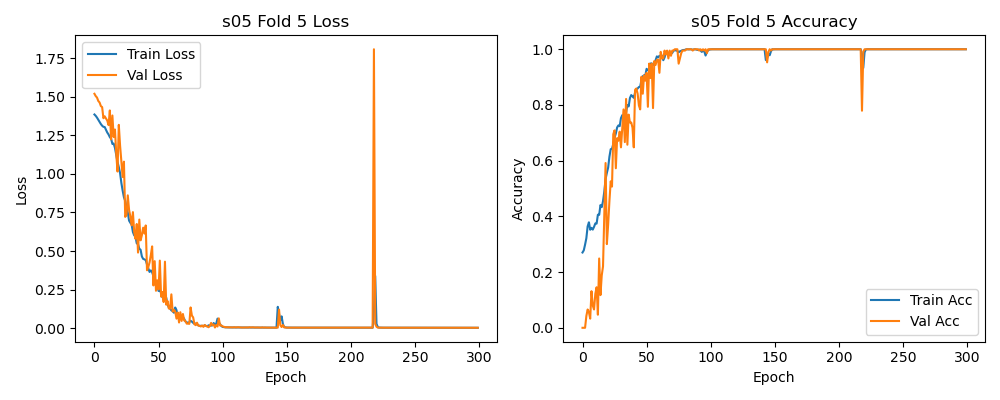 s05 Fold 5 Loss
Train Loss
Val Loss
1.75
1.50
1.25
1.00
0.75
0.50
0.25
0.00
Loss
0 50 100 150 200 250 300
Epoch
s05 Fold 5 Accuracy
1.0
0.8
0.6
0.4
0.2
0.0
Accuracy
Train Acc
Val Acc
0 50 100 150 200 250 300
Epoch